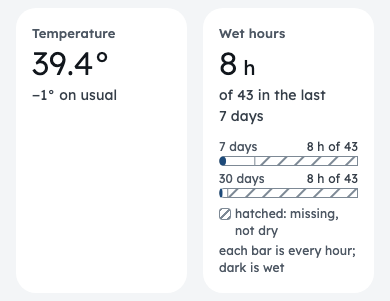 Temperature
39.4°
−1° on usual
Wet hours
8 h
of 43 in the last
7 days
7 days 8 h of 43
30 days 8 h of 43
hatched: missing,
not dry
each bar is every hour;
dark is wet